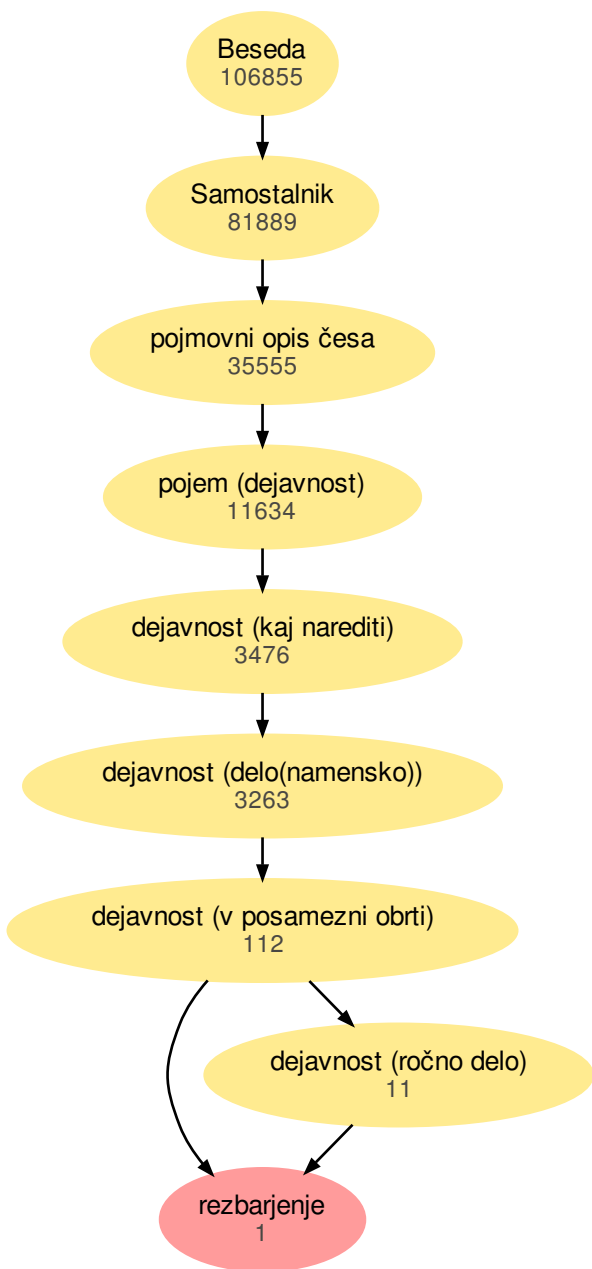 Beseda
106855
Samostalnik
81889
pojmovni opis česa
35555
pojem (dejavnost)
11634
dejavnost (kaj narediti)
3476
dejavnost (delo(namensko))
3263
dejavnost (v posamezni obrti)
112
dejavnost (ročno delo)
11
rezbarjenje
1